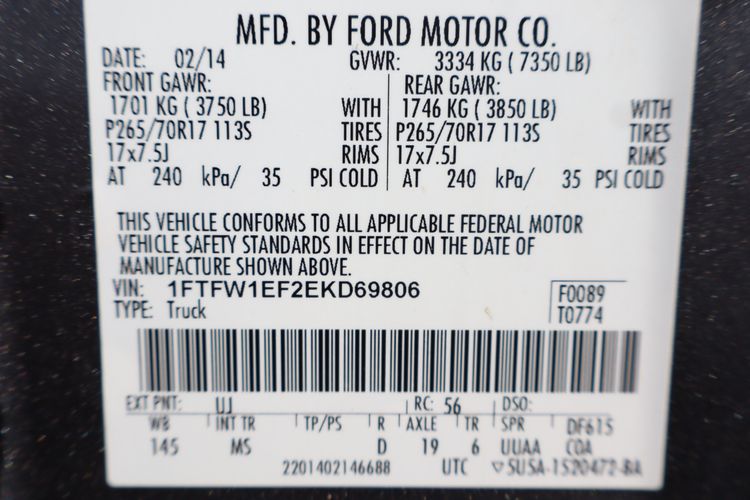 MFD. BY FORD MOTOR CO.
DATE: 02/14 GVWR: 3334 KG ( 7350 LB)
FRONT GAWR: REAR GAWR:
1701 KG ( 3750 LB) WITH 1746 KG ( 3850 LB) WITH
P265/70R17 113S TIRES P265/70R17 113S TIRES
17x7.5J RIMS 17x7.5J RIMS
AT 240 kPa/ 35 PSI COLD AT 240 kPa/ 35 PSI COLD
THIS VEHICLE CONFORMS TO ALL APPLICABLE FEDERAL MOTOR
VEHICLE SAFETY STANDARDS IN EFFECT ON THE DATE OF
MANUFACTURE SHOWN ABOVE.
VIN: 1FTFW1EF2EKD69806 F0089
TYPE: Truck T0774
EXT PNT: UJ RC: 56 DSO:
WB INT TR TP/PS R AXLE TR SPR DF615
145 MS D 19 6 UUAA COA
2201402146688 UTC ▽SU5A-1520472-BA